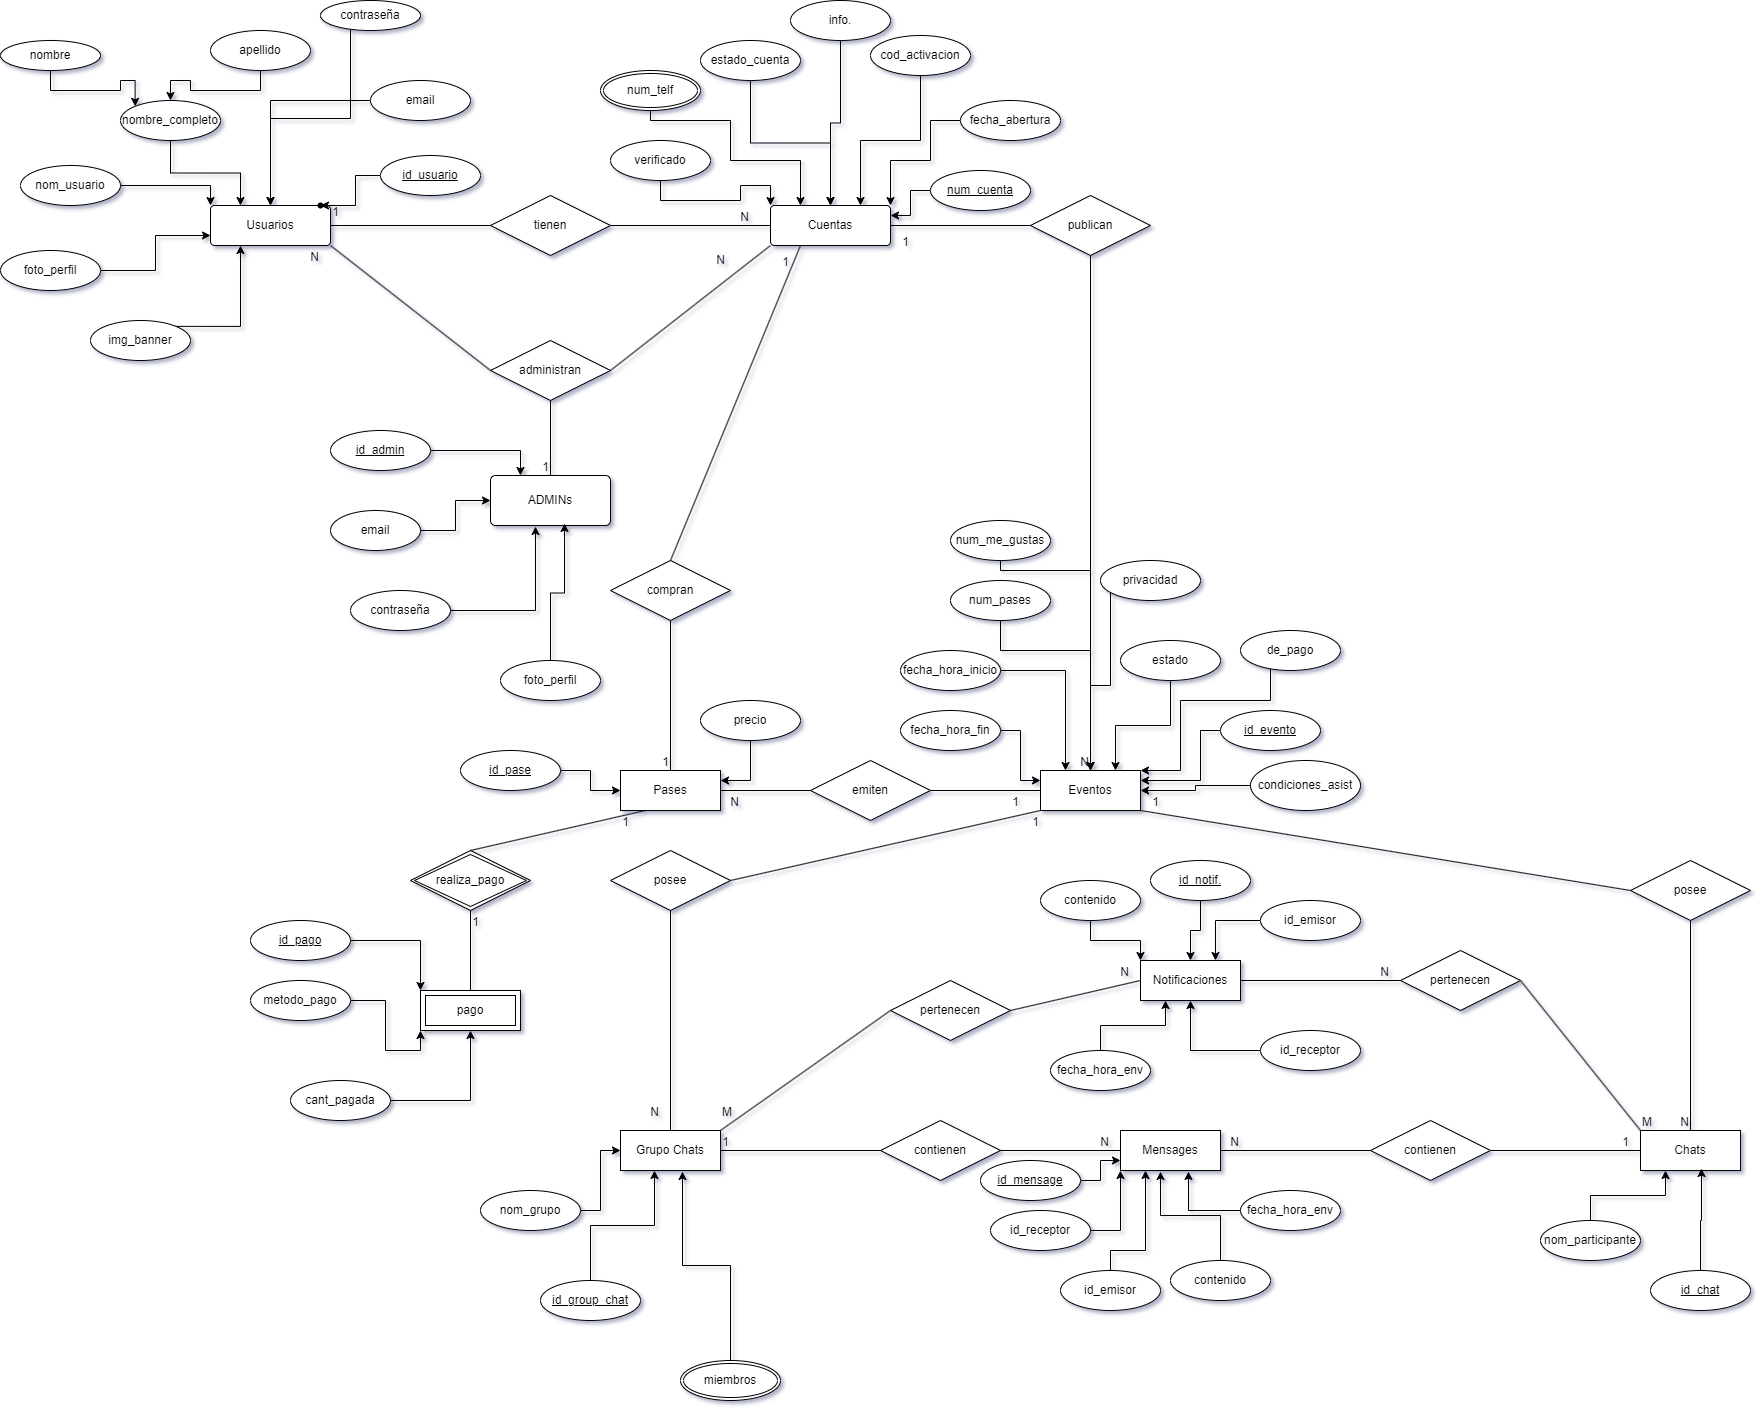 contraseña
info.
nombre
apellido
estado_cuenta
cod_activacion
num_telf
email
nombre_completo
fecha_abertura
verificado
id_usuario
nom_usuario
num_cuenta
1
N
Usuarios
tienen
Cuentas
publican
1
N
N
1
foto_perfil
img_banner
administran
id_admin
1
ADMINs
email
num_me_gustas
privacidad
compran
num_pases
contraseña
de_pago
estado
fecha_hora_inicio
foto_perfil
precio
fecha_hora_fin
id_evento
1
N
id_pase
Pases
emiten
Eventos
condiciones_asist
N
1
1
1
1
realiza_pago
posee
id_notif.
posee
contenido
1
id_emisor
id_pago
N
N
Notificaciones
pertenecen
metodo_pago
pago
pertenecen
id_receptor
fecha_hora_env
cant_pagada
N
M
M
N
1
N
N
1
Grupo Chats
contienen
Mensages
contienen
Chats
id_mensage
nom_grupo
fecha_hora_env
id_receptor
nom_participante
contenido
id_emisor
id_chat
id_group_chat
miembros